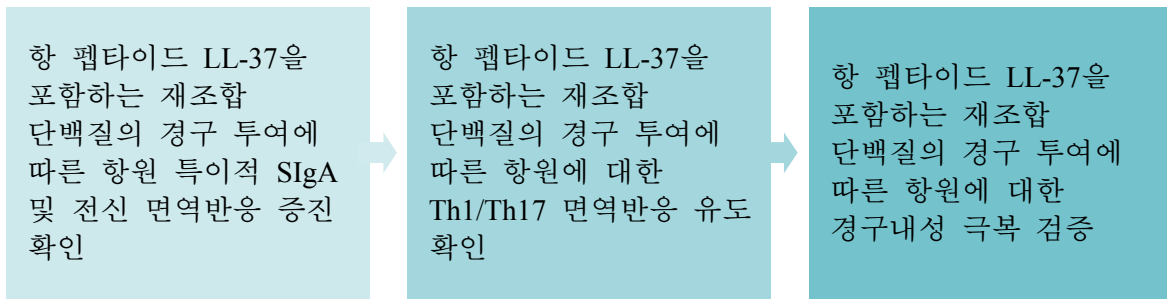 항 펩타이드 LL-37을
포함하는 재조합
단백질의 경구 투여에
따른 항원 특이적 SIgA
및 전신 면역반응 증진
확인
항 펩타이드 LL-37을
포함하는 재조합
단백질의 경구 투여에
따른 항원에 대한
Th1/Th17 면역반응 유도
확인
항 펩타이드 LL-37을
포함하는 재조합
단백질의 경구 투여에
따른 항원에 대한
경구내성 극복 검증